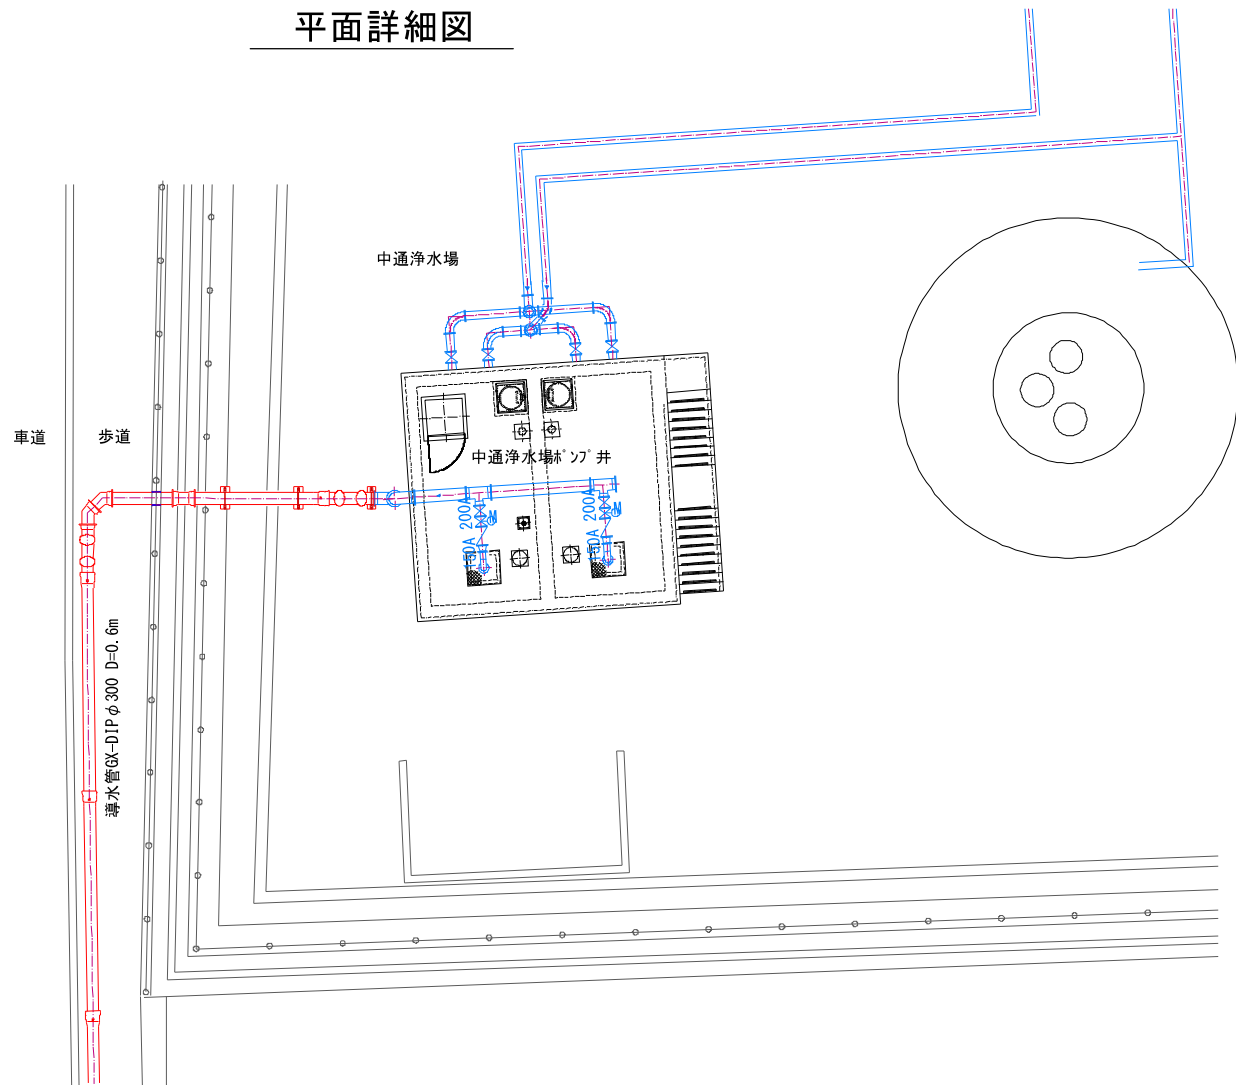 平面詳細図
中通浄水場
車道
歩道
中通浄水場ﾎﾟﾝﾌﾟ井
150A 200A
M
150A 200A
M
導水管GX-DIPφ300 D=0.6m